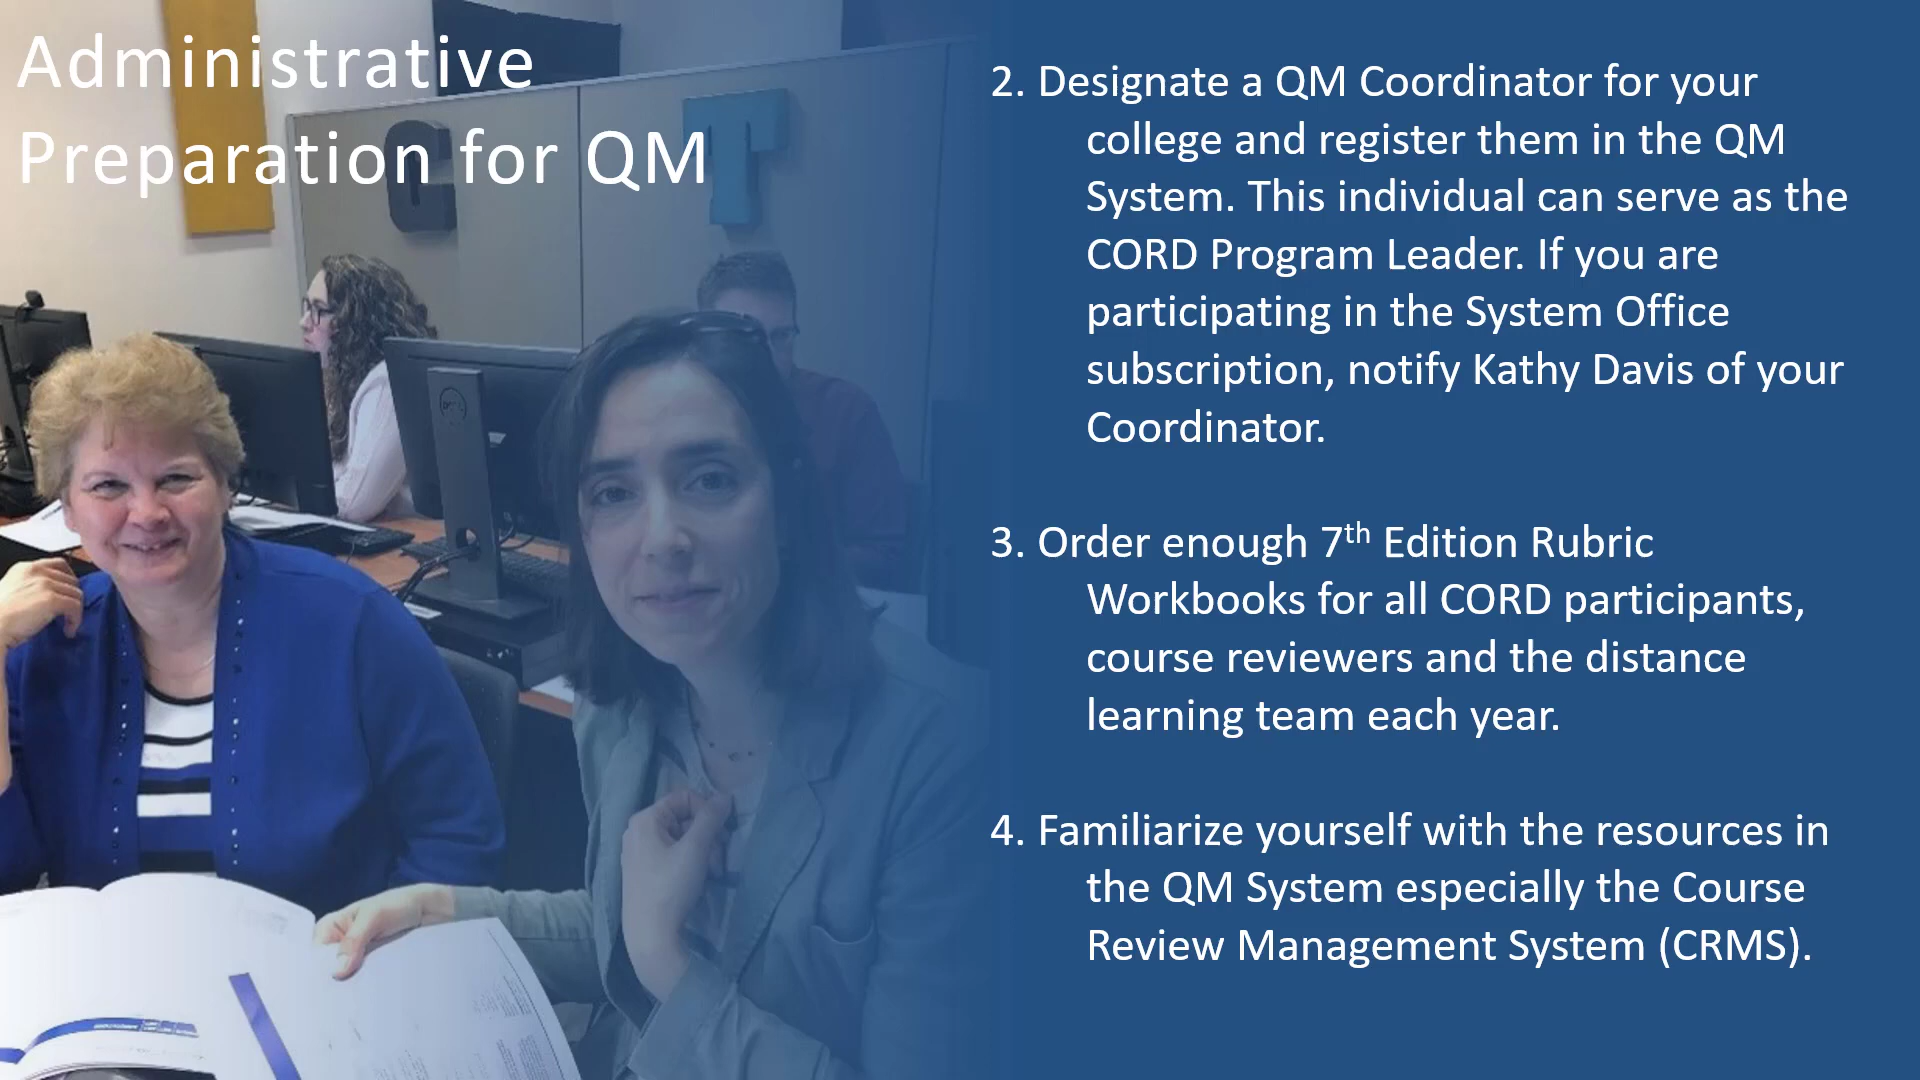 Administrative
Preparation for QM
2. Designate a QM Coordinator for your
college and register them in the QM
System. This individual can serve as the
CORD Program Leader. If you are
participating in the System Office
subscription, notify Kathy Davis of your
Coordinator.
3. Order enough 7th Edition Rubric
Workbooks for all CORD participants,
course reviewers and the distance
learning team each year.
4. Familiarize yourself with the resources in
the QM System especially the Course
Review Management System (CRMS).
G T
DELL